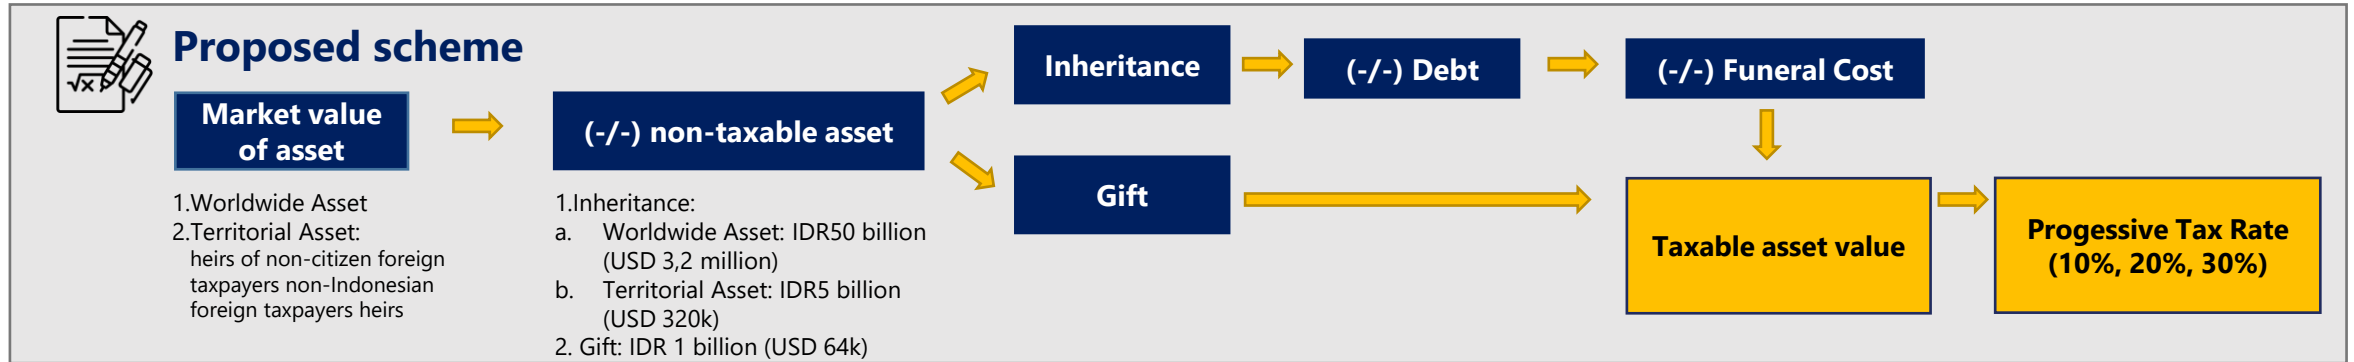 √x
Proposed scheme
Market value
of asset
1.Worldwide Asset
2.Territorial Asset:
heirs of non-citizen foreign
taxpayers non-Indonesian
foreign taxpayers heirs
(-/-) non-taxable asset
1.Inheritance:
a. Worldwide Asset: IDR50 billion
(USD 3,2 million)
b. Territorial Asset: IDR5 billion
(USD 320k)
2. Gift: IDR 1 billion (USD 64k)
Inheritance
(-/-) Debt
(-/-) Funeral Cost
Gift
Taxable asset value
Progessive Tax Rate
(10%, 20%, 30%)